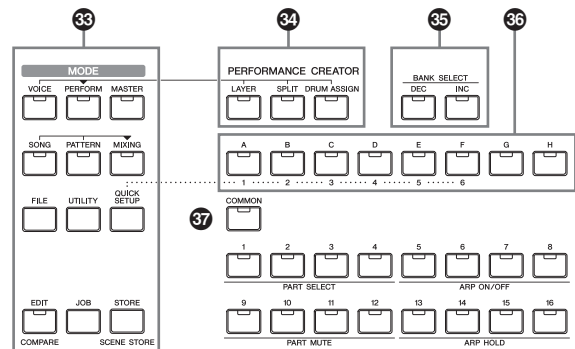 33 34 35 36
MODE PERFORMANCE CREATOR BANK SELECT
VOICE PERFORM MASTER LAYER SPLIT DRUM ASSIGN DEC INC
SONG PATTERN MIXING A B C D E F G H
1 2 3 4 5 6
FILE UTILITY QUICK SETUP 37 COMMON
1 2 3 4 5 6 7 8
PART SELECT ARP ON/OFF
EDIT JOB STORE 9 10 11 12 13 14 15 16
COMPARE SCENE STORE PART MUTE ARP HOLD